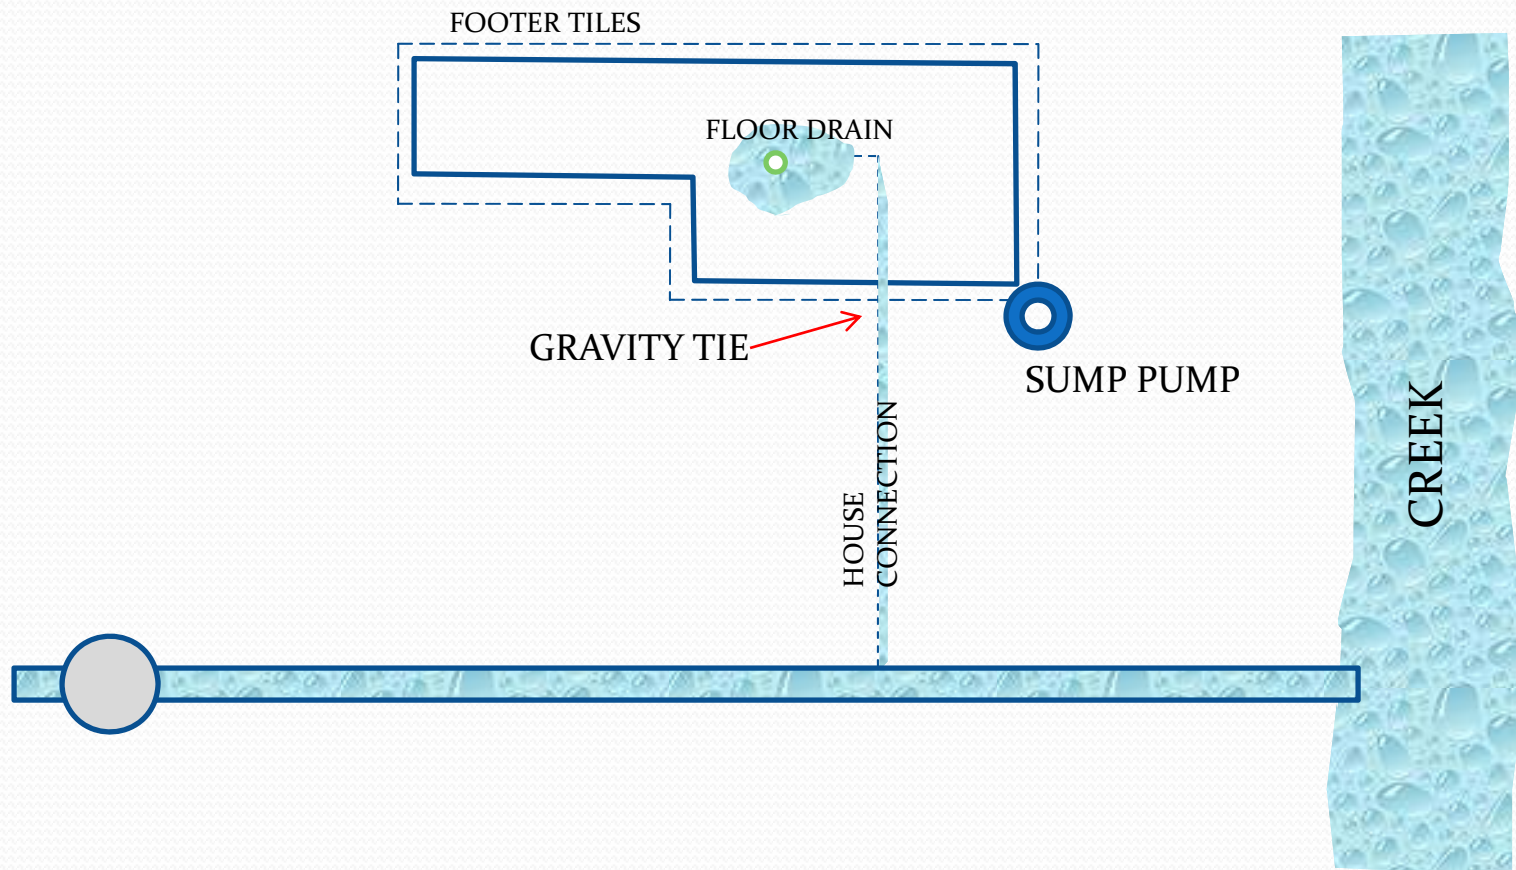 FOOTER TILES
FLOOR DRAIN
GRAVITY TIE
SUMP PUMP
HOUSE
CONNECTION
CREEK